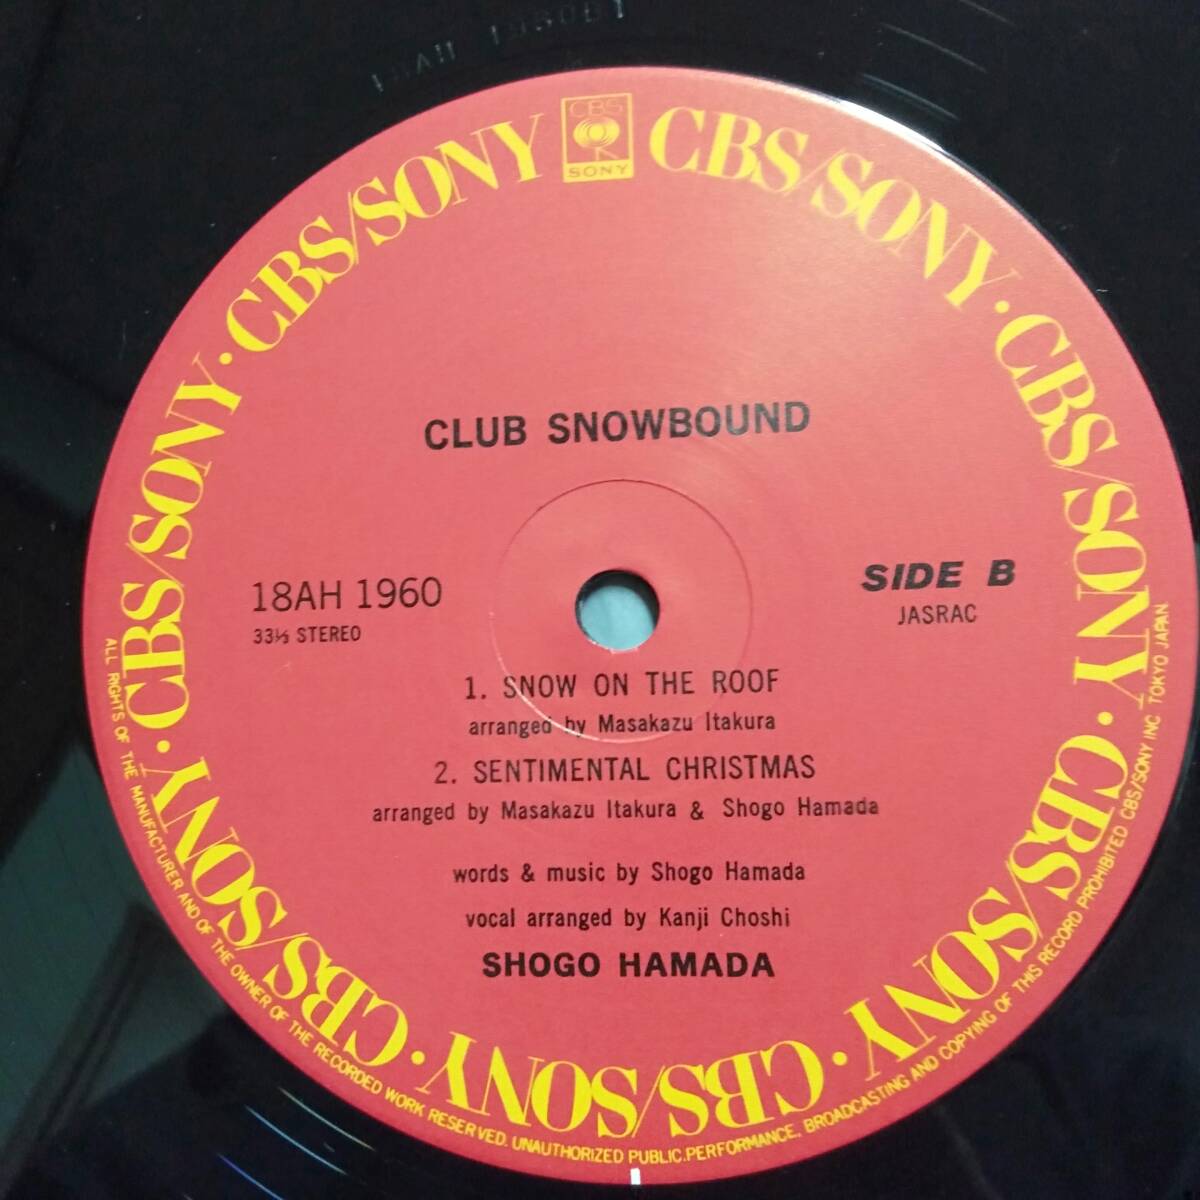 CBS
SONY
CBS/SONY · CBS/SONY · CBS/SONY · CBS/SONY · CBS/SONY · CBS/SONY · CBS/SONY · CBS/SONY
CLUB SNOWBOUND
18AH 1960
33⅓ STEREO
SIDE B
JASRAC
1. SNOW ON THE ROOF
arranged by Masakazu Itakura
2. SENTIMENTAL CHRISTMAS
arranged by Masakazu Itakura & Shogo Hamada
words & music by Shogo Hamada
vocal arranged by Kanji Choshi
SHOGO HAMADA
ALL RIGHTS OF THE MANUFACTURER AND OF THE OWNER OF THE RECORDED WORK RESERVED. UNAUTHORIZED PUBLIC.PERFORMANCE, BROADCASTING AND COPYING OF THIS RECORD PROHIBITED CBS/SONY INC TOKYO JAPAN